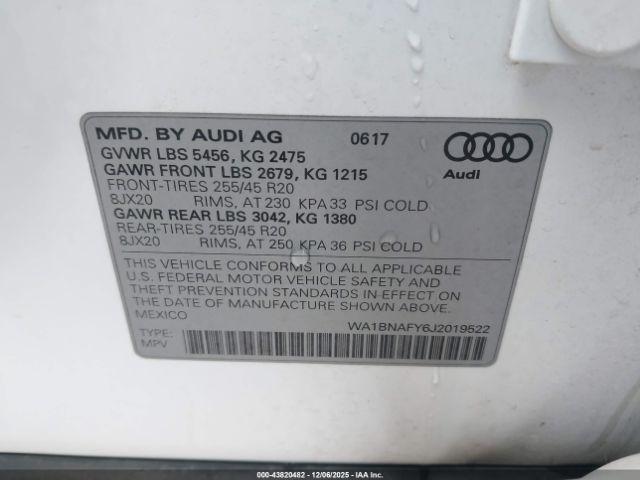 MFD. BY AUDI AG 0617
GVWR LBS 5456, KG 2475
GAWR FRONT LBS 2679, KG 1215
FRONT-TIRES 255/45 R20
8JX20 RIMS, AT 230 KPA 33 PSI COLD
GAWR REAR LBS 3042, KG 1380
REAR-TIRES 255/45 R20
8JX20 RIMS, AT 250 KPA 36 PSI COLD
Audi
THIS VEHICLE CONFORMS TO ALL APPLICABLE
U.S. FEDERAL MOTOR VEHICLE SAFETY AND
THEFT PREVENTION STANDARDS IN EFFECT ON
THE DATE OF MANUFACTURE SHOWN ABOVE.
MEXICO
WA1BNAFY6J2019522
TYPE:
MPV
00-43820482 - 12/06/2025 - IAA Inc.